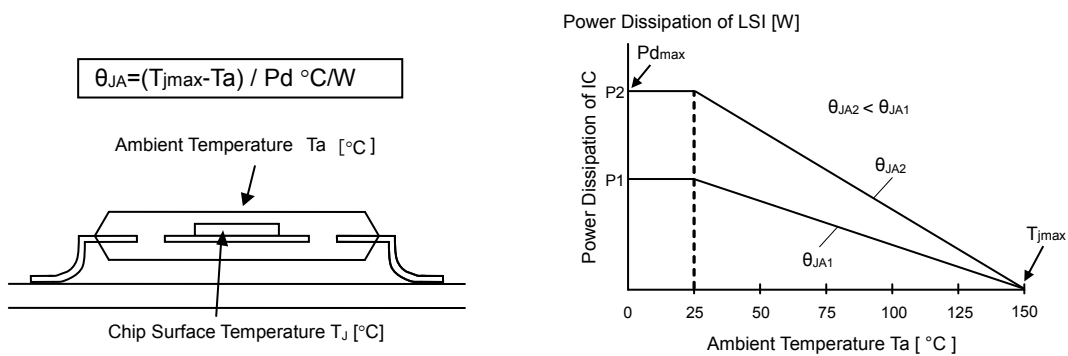 θJA=(Tjmax-Ta) / Pd °C/W
Ambient Temperature Ta [°C]
Chip Surface Temperature TJ [°C]
Power Dissipation of LSI [W]
Pdmax
P2
θJA2 < θJA1
θJA2
P1
θJA1
Tjmax
Power Dissipation of IC
0 25 50 75 100 125 150
Ambient Temperature Ta [ °C ]